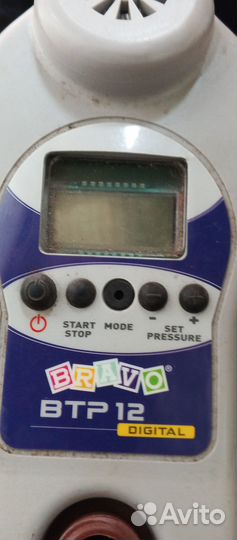 START STOP
MODE
- +
SET PRESSURE
BRAVO®
BTP 12
DIGITAL
Avito